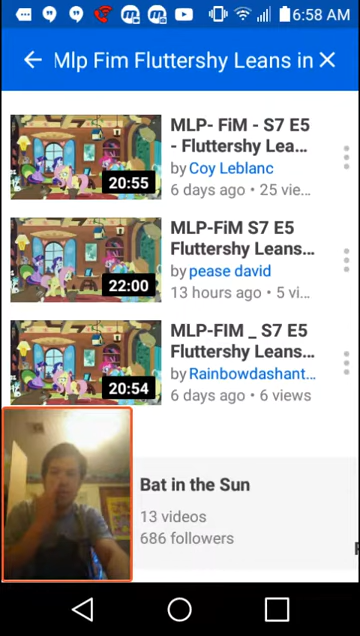 6:58 AM
Mlp Fim Fluttershy Leans in
MLP- FiM - S7 E5
- Fluttershy Lea...
by Coy Leblanc
6 days ago • 25 vie...
20:55
MLP-FiM S7 E5
Fluttershy Leans...
by pease david
13 hours ago • 5 vi...
22:00
MLP-FIM _ S7 E5
Fluttershy Leans...
by Rainbowdashant...
6 days ago • 6 views
20:54
Bat in the Sun
13 videos
686 followers